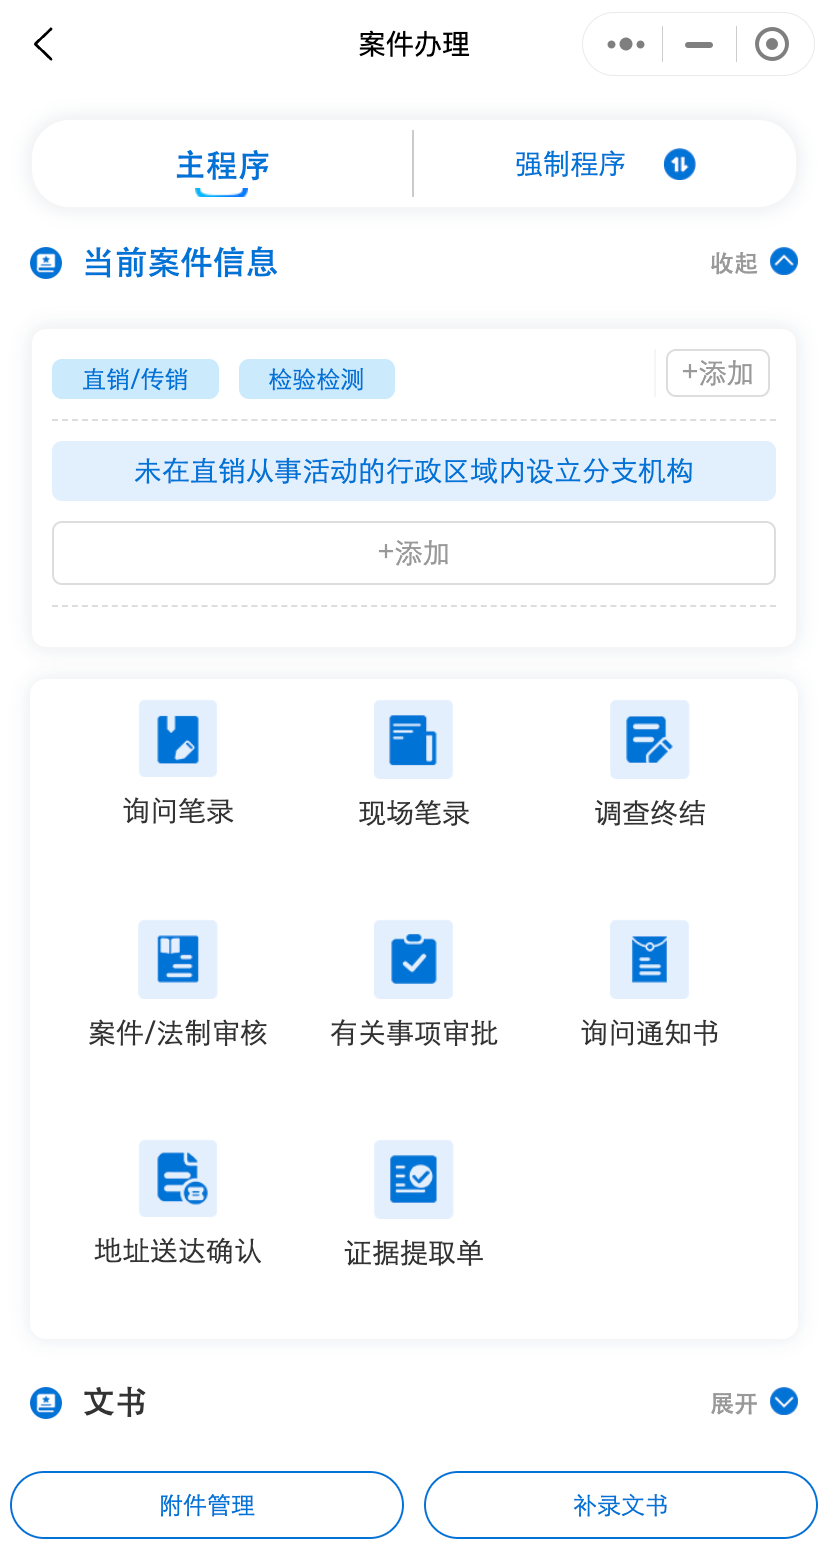 案件办理
主程序 强制程序
当前案件信息 收起
直销/传销 检验检测 +添加
未在直销从事活动的行政区域内设立分支机构
+添加
询问笔录 现场笔录 调查终结
案件/法制审核 有关事项审批 询问通知书
地址送达确认 证据提取单
文书 展开
附件管理 补录文书